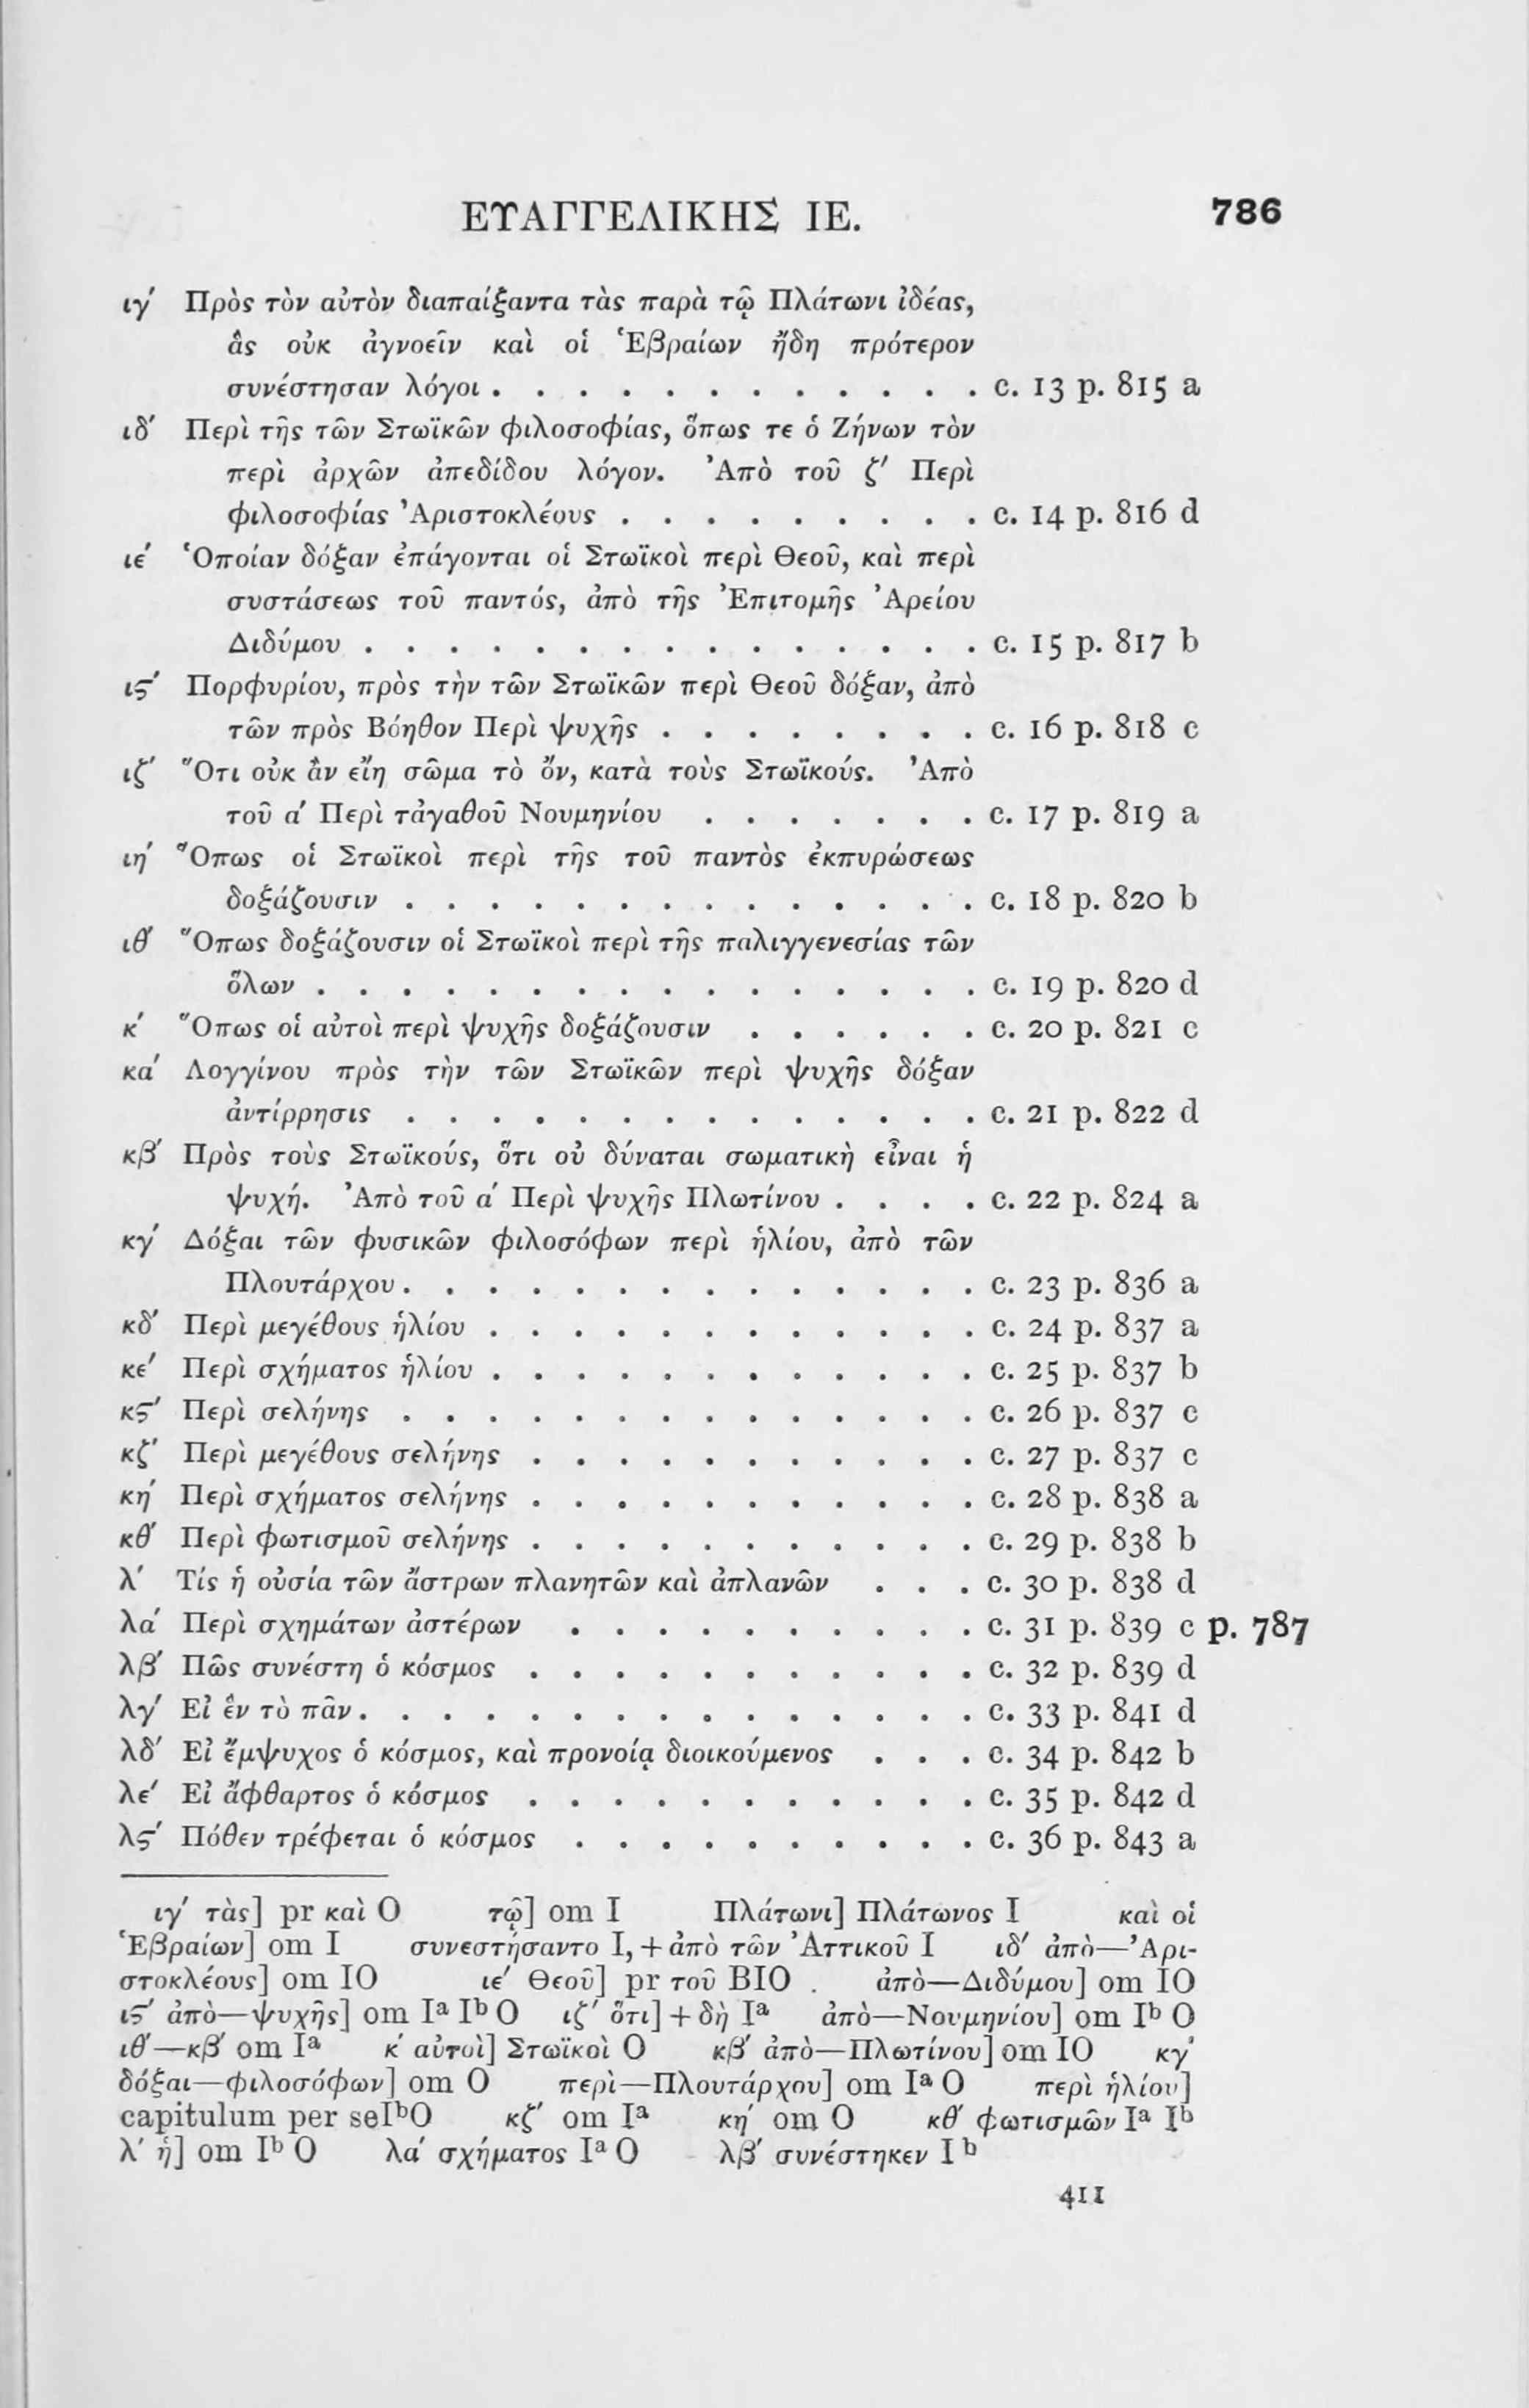 ΕΥΑΓΓΕΛΙΚΗΣ ΙΕ. 786
ιγ´ Πρὸς τὸν αὐτὸν διαπαίξαντα τὰς παρὰ τῷ Πλάτωνι ἰδέας,
ἃς οὐκ ἀγνοεῖν καὶ οἱ Ἑβραίων ἤδη πρότερον
συνέστησαν λόγοι . . . . . . . . . . . . c. 13 p. 815 a
ιδ´ Περὶ τῆς τῶν Στωϊκῶν φιλοσοφίας, ὅπως τε ὁ Ζήνων τὸν
περὶ ἀρχῶν ἀπεδίδου λόγον. Ἀπὸ τοῦ ζ´ Περὶ
φιλοσοφίας Ἀριστοκλέους . . . . . . . . . c. 14 p. 816 d
ιε´ Ὁποίαν δόξαν ἐπάγονται οἱ Στωϊκοὶ περὶ Θεοῦ, καὶ περὶ
συστάσεως τοῦ παντός, ἀπὸ τῆς Ἐπιτομῆς Ἀρείου
Διδύμου . . . . . . . . . . . . . . . c. 15 p. 817 b
ιϛ´ Πορφυρίου, πρὸς τὴν τῶν Στωϊκῶν περὶ Θεοῦ δόξαν, ἀπὸ
τῶν πρὸς Βόηθον Περὶ ψυχῆς . . . . . . . . c. 16 p. 818 c
ιζ´ Ὅτι οὐκ ἂν εἴη σῶμα τὸ ὄν, κατὰ τοὺς Στωϊκούς. Ἀπὸ
τοῦ α´ Περὶ τἀγαθοῦ Νουμηνίου . . . . . . . c. 17 p. 819 a
ιη´ Ὅπως οἱ Στωϊκοὶ περὶ τῆς τοῦ παντὸς ἐκπυρώσεως
δοξάζουσιν . . . . . . . . . . . . . . c. 18 p. 820 b
ιθ´ Ὅπως δοξάζουσιν οἱ Στωϊκοὶ περὶ τῆς παλιγγενεσίας τῶν
ὅλων . . . . . . . . . . . . . . . . c. 19 p. 820 d
κ´ Ὅπως οἱ αὐτοὶ περὶ ψυχῆς δοξάζουσιν . . . . . . c. 20 p. 821 c
κα´ Λογγίνου πρὸς τὴν τῶν Στωϊκῶν περὶ ψυχῆς δόξαν
ἀντίρρησις . . . . . . . . . . . . . . c. 21 p. 822 d
κβ´ Πρὸς τοὺς Στωϊκούς, ὅτι οὐ δύναται σωματικὴ εἶναι ἡ
ψυχή. Ἀπὸ τοῦ α´ Περὶ ψυχῆς Πλωτίνου . . . . c. 22 p. 824 a
κγ´ Δόξαι τῶν φυσικῶν φιλοσόφων περὶ ἡλίου, ἀπὸ τῶν
Πλουτάρχου . . . . . . . . . . . . . . c. 23 p. 836 a
κδ´ Περὶ μεγέθους ἡλίου . . . . . . . . . . . . c. 24 p. 837 a
κε´ Περὶ σχήματος ἡλίου . . . . . . . . . . . . c. 25 p. 837 b
κϛ´ Περὶ σελήνης . . . . . . . . . . . . . . c. 26 p. 837 c
κζ´ Περὶ μεγέθους σελήνης . . . . . . . . . . . c. 27 p. 837 c
κη´ Περὶ σχήματος σελήνης . . . . . . . . . . . c. 28 p. 838 a
κθ´ Περὶ φωτισμοῦ σελήνης . . . . . . . . . . . c. 29 p. 838 b
λ´ Τίς ἡ οὐσία τῶν ἄστρων πλανητῶν καὶ ἀπλανῶν . . . c. 30 p. 838 d
λα´ Περὶ σχημάτων ἀστέρων . . . . . . . . . . c. 31 p. 839 c p. 787
λβ´ Πῶς συνέστη ὁ κόσμος . . . . . . . . . . . c. 32 p. 839 d
λγ´ Εἰ ἓν τὸ πᾶν . . . . . . . . . . . . . . . c. 33 p. 841 d
λδ´ Εἰ ἔμψυχος ὁ κόσμος, καὶ προνοίᾳ διοικούμενος . . . c. 34 p. 842 b
λε´ Εἰ ἄφθαρτος ὁ κόσμος . . . . . . . . . . . c. 35 p. 842 d
λϛ´ Πόθεν τρέφεται ὁ κόσμος . . . . . . . . . . c. 36 p. 843 a
ιγ´ τὰς] pr καὶ O τῷ] om I Πλάτωνι] Πλάτωνος I καὶ οἱ
Ἑβραίων] om I συνεστήσαντο I, + ἀπὸ τῶν Ἀττικοῦ I ιδ´ ἀπὸ—Ἀρι-
στοκλέους] om IO ιε´ Θεοῦ] pr τοῦ BIO ἀπὸ—Διδύμου] om IO
ιϛ´ ἀπὸ—ψυχῆς] om Iᵃ Iᵇ O ιζ´ ὅτι] + δὴ Iᵃ ἀπὸ—Νουμηνίου] om Iᵇ O
ιθ´—κβ´ om Iᵃ κ´ αὐτοὶ] Στωϊκοὶ O κβ´ ἀπὸ—Πλωτίνου] om IO κγ´
δόξαι—φιλοσόφων] om O περὶ—Πλουτάρχου] om Iᵃ O περὶ ἡλίου]
capitulum per se IᵇO κζ´ om Iᵃ κη´ om O κθ´ φωτισμῶν Iᵃ Iᵇ
λ´ ἡ] om Iᵇ O λα´ σχήματος Iᵃ O λβ´ συνέστηκεν Iᵇ
411